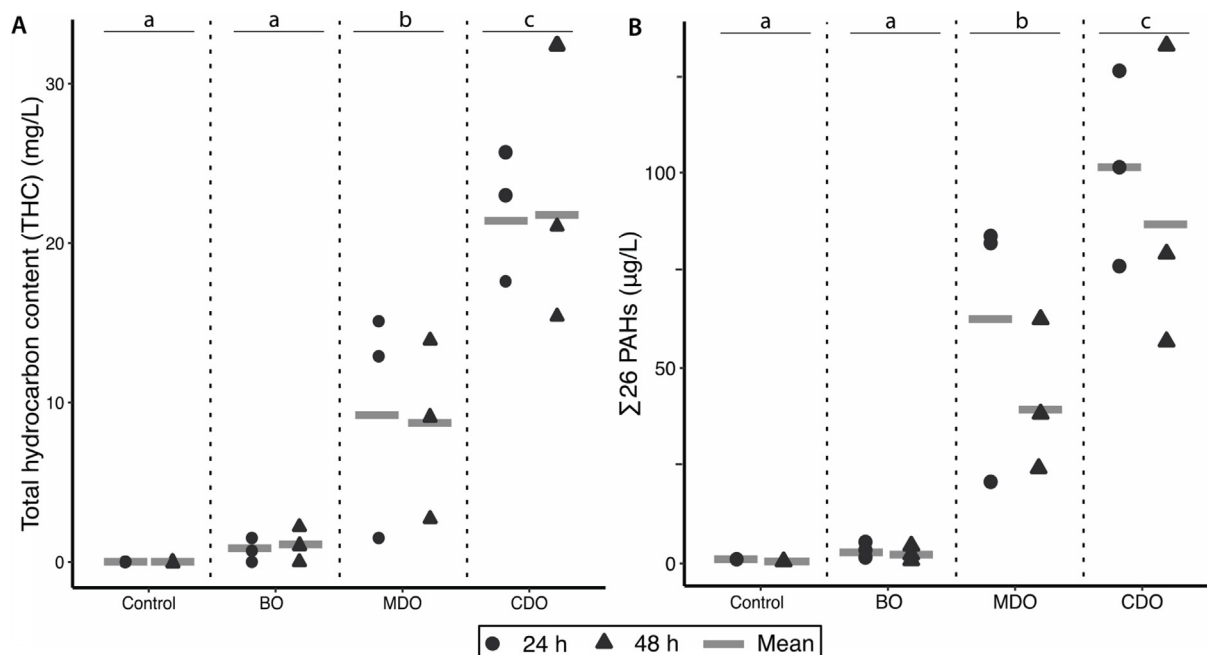 A
a a b c
Total hydrocarbon content (THC) (mg/L)
30
20
10
0
Control BO MDO CDO
B
a a b c
∑26 PAHs (µg/L)
100
50
0
Control BO MDO CDO
24 h 48 h Mean